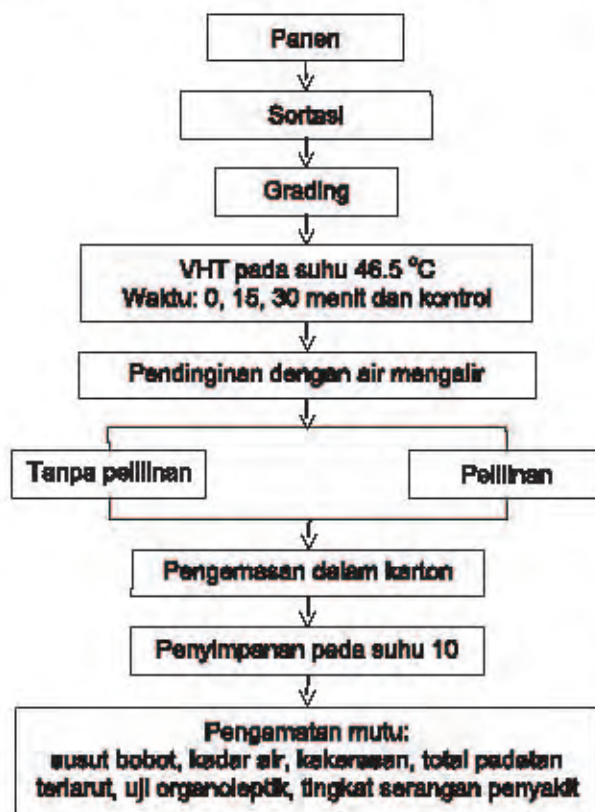 Panen
Sortasi
Grading
VHT pada suhu 46.5 °C
Waktu: 0, 15, 30 menit dan kontrol
Pendinginan dengan air mengalir
Tanpa pelilinan
Pelilinan
Pengemasan dalam karton
Penyimpanan pada suhu 10
Pengamatan mutu:
susut bobot, kadar air, kekerasan, total padatan
terlarut, uji organoleptik, tingkat serangan penyakit